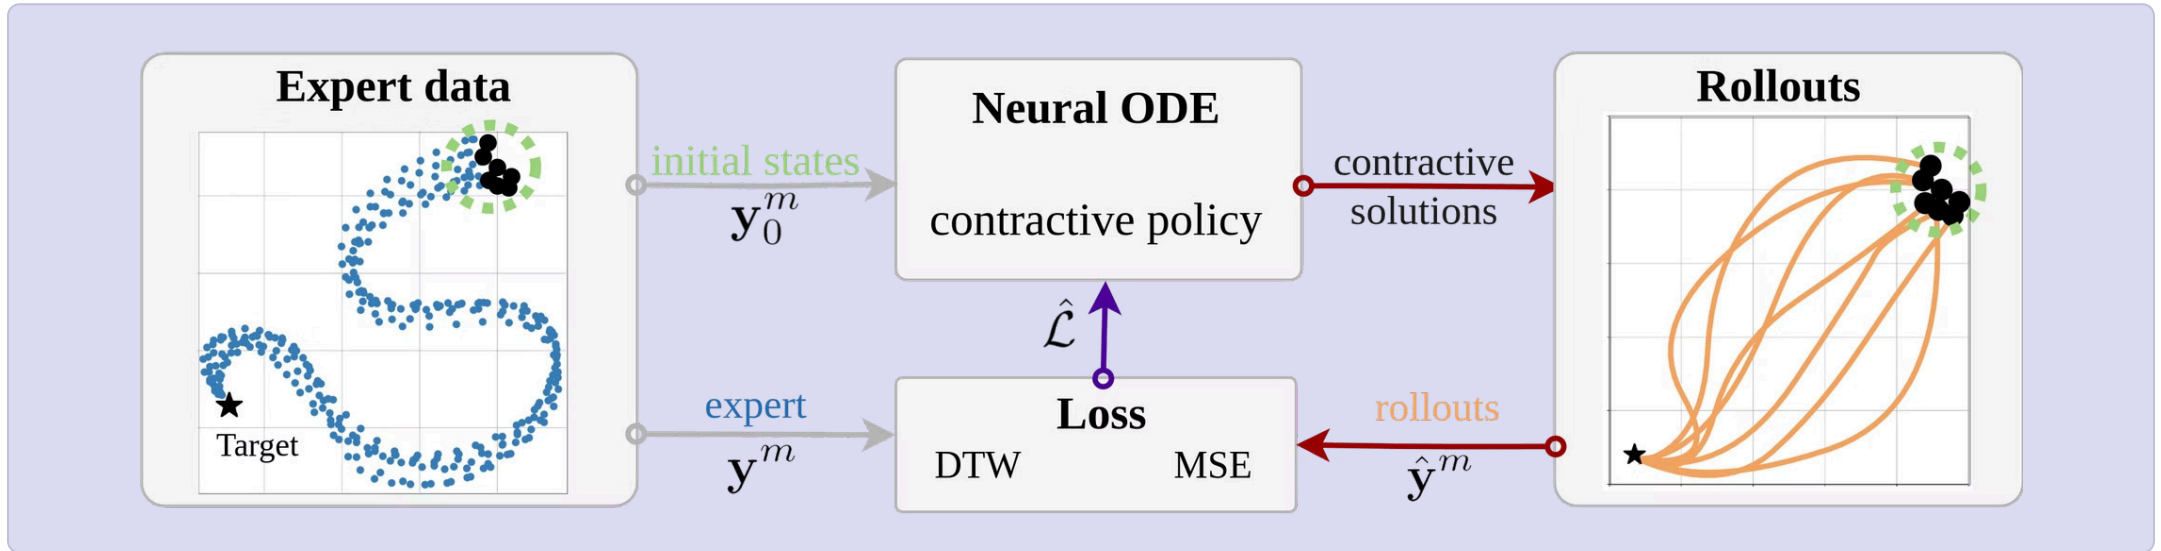 Expert data
Target
initial states
𝐲₀ᵐ
expert
𝐲ᵐ
Neural ODE
contractive policy
ℒ̂
Loss
DTW MSE
contractive
solutions
rollouts
𝐲̂ᵐ
Rollouts